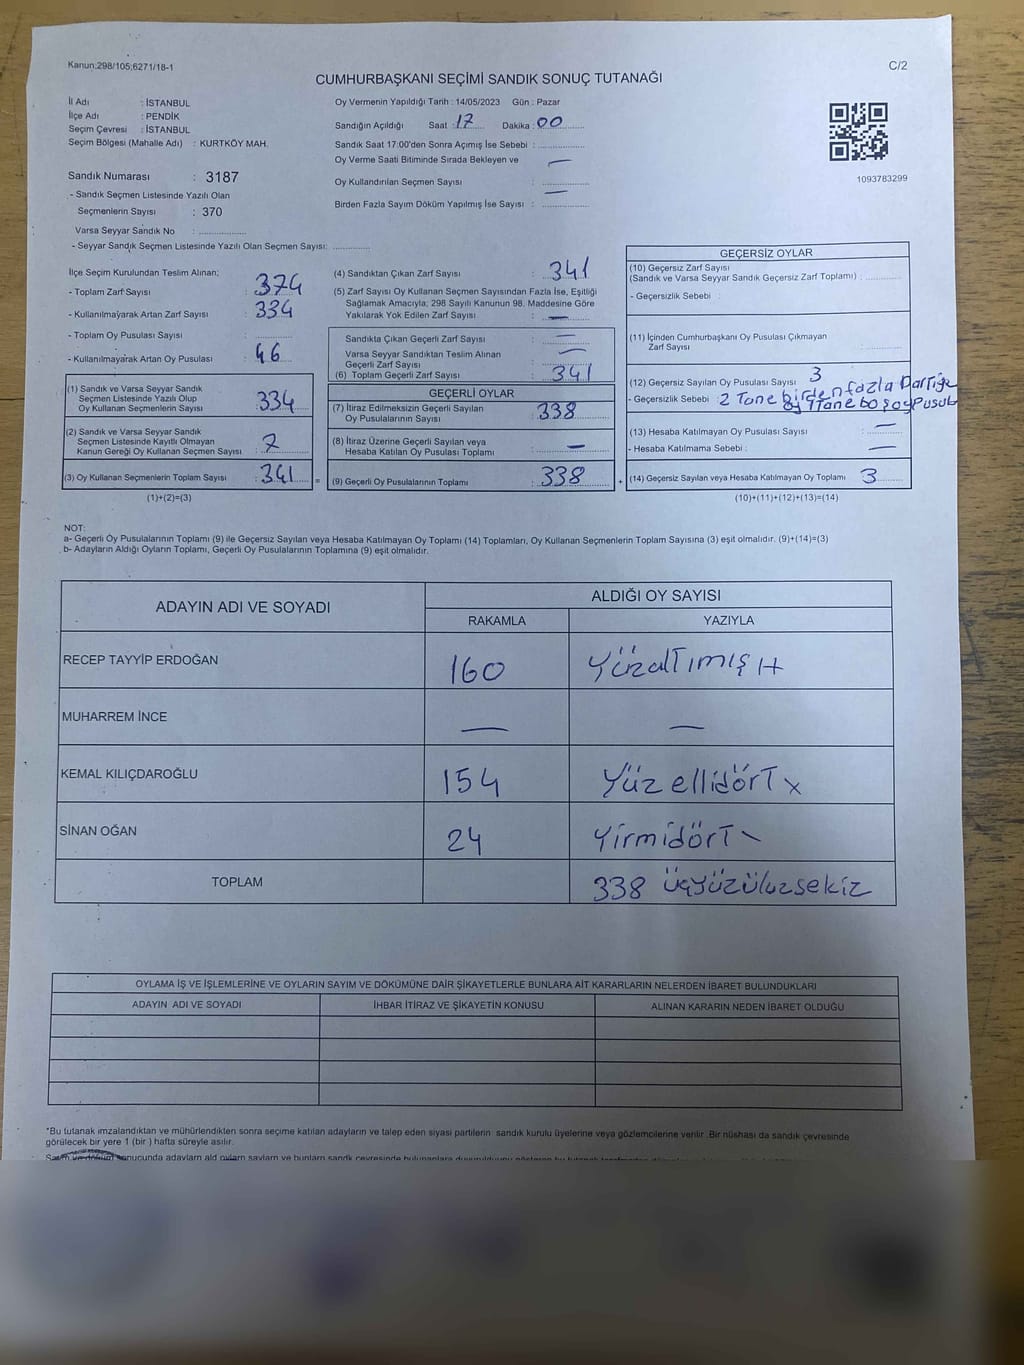 Kanun:298/105;6271/18-1
C/2
CUMHURBAŞKANI SEÇİMİ SANDIK SONUÇ TUTANAĞI
İl Adı : İSTANBUL
İlçe Adı : PENDİK
Seçim Çevresi : İSTANBUL
Seçim Bölgesi (Mahalle Adı) : KURTKÖY MAH.
Sandık Numarası : 3187
- Sandık Seçmen Listesinde Yazılı Olan
Seçmenlerin Sayısı : 370
Varsa Seyyar Sandık No :
- Seyyar Sandık Seçmen Listesinde Yazılı Olan Seçmen Sayısı:
Oy Vermenin Yapıldığı Tarih : 14/05/2023 Gün : Pazar
Sandığın Açıldığı Saat : 17 Dakika : 00
Sandık Saat 17:00'den Sonra Açımış İse Sebebi :
Oy Verme Saati Bitiminde Sırada Bekleyen ve —
Oy Kullandırılan Seçmen Sayısı :
Birden Fazla Sayım Döküm Yapılmış İse Sayısı : —
1093783299
İlçe Seçim Kurulundan Teslim Alınan;
- Toplam Zarf Sayısı : 374
- Kullanılmayarak Artan Zarf Sayısı : 334
- Toplam Oy Pusulası Sayısı :
- Kullanılmayarak Artan Oy Pusulası : 46
(1) Sandık ve Varsa Seyyar Sandık
Seçmen Listesinde Yazılı Olup
Oy Kullanan Seçmenlerin Sayısı : 334
(2) Sandık ve Varsa Seyyar Sandık
Seçmen Listesinde Kayıtlı Olmayan
Kanun Gereği Oy Kullanan Seçmen Sayısı : 7
(3) Oy Kullanan Seçmenlerin Toplam Sayısı : 341
(1)+(2)=(3)
=
(4) Sandıktan Çıkan Zarf Sayısı : 341
(5) Zarf Sayısı Oy Kullanan Seçmen Sayısından Fazla İse, Eşitliği
Sağlamak Amacıyla; 298 Sayılı Kanunun 98. Maddesine Göre
Yakılarak Yok Edilen Zarf Sayısı : —
Sandıkta Çıkan Geçerli Zarf Sayısı : —
Varsa Seyyar Sandıktan Teslim Alınan
Geçerli Zarf Sayısı : —
(6) Toplam Geçerli Zarf Sayısı : 341
GEÇERLİ OYLAR
(7) İtiraz Edilmeksizin Geçerli Sayılan
Oy Pusulalarının Sayısı : 338
(8) İtiraz Üzerine Geçerli Sayılan veya
Hesaba Katılan Oy Pusulası Toplamı : —
(9) Geçerli Oy Pusulalarının Toplamı : 338
+
GEÇERSİZ OYLAR
(10) Geçersiz Zarf Sayısı
(Sandık ve Varsa Seyyar Sandık Geçersiz Zarf Toplamı) :
- Geçersizlik Sebebi :
(11) İçinden Cumhurbaşkanı Oy Pusulası Çıkmayan
Zarf Sayısı :
(12) Geçersiz Sayılan Oy Pusulası Sayısı 3
- Geçersizlik Sebebi : 2 Tane birden fazla Partiye
oy 1 Tane boş oy Pusula
(13) Hesaba Katılmayan Oy Pusulası Sayısı : —
- Hesaba Katılmama Sebebi : —
(14) Geçersiz Sayılan veya Hesaba Katılmayan Oy Toplamı : 3
(10)+(11)+(12)+(13)=(14)
NOT:
a- Geçerli Oy Pusulalarının Toplamı (9) ile Geçersiz Sayılan veya Hesaba Katılmayan Oy Toplamı (14) Toplamları, Oy Kullanan Seçmenlerin Toplam Sayısına (3) eşit olmalıdır. (9)+(14)=(3)
b- Adayların Aldığı Oyların Toplamı, Geçerli Oy Pusulalarının Toplamına (9) eşit olmalıdır.
ADAYIN ADI VE SOYADI
ALDIĞI OY SAYISI
RAKAMLA YAZIYLA
RECEP TAYYİP ERDOĞAN 160 Yüzaltımış
MUHARREM İNCE — —
KEMAL KILIÇDAROĞLU 154 Yüz ellidört
SİNAN OĞAN 24 Yirmidört
TOPLAM 338 üçyüzüluzsekiz
OYLAMA İŞ VE İŞLEMLERİNE VE OYLARIN SAYIM VE DÖKÜMÜNE DAİR ŞİKAYETLERLE BUNLARA AİT KARARLARIN NELERDEN İBARET BULUNDUKLARI
ADAYIN ADI VE SOYADI İHBAR İTİRAZ VE ŞİKAYETİN KONUSU ALINAN KARARIN NEDEN İBARET OLDUĞU
*Bu tutanak imzalandıktan ve mühürlendikten sonra seçime katılan adayların ve talep eden siyasi partilerin sandık kurulu üyelerine veya gözlemcilerine verilir .Bir nüshası da sandık çevresinde
görülecek bir yere 1 (bir ) hafta süreyle asılır.